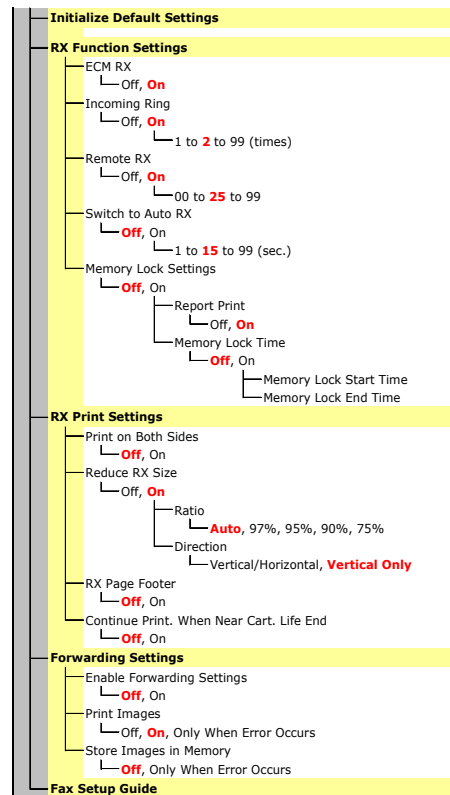 Initialize Default Settings
RX Function Settings
ECM RX
Off, On
Incoming Ring
Off, On
1 to 2 to 99 (times)
Remote RX
Off, On
00 to 25 to 99
Switch to Auto RX
Off, On
1 to 15 to 99 (sec.)
Memory Lock Settings
Off, On
Report Print
Off, On
Memory Lock Time
Off, On
Memory Lock Start Time
Memory Lock End Time
RX Print Settings
Print on Both Sides
Off, On
Reduce RX Size
Off, On
Ratio
Auto, 97%, 95%, 90%, 75%
Direction
Vertical/Horizontal, Vertical Only
RX Page Footer
Off, On
Continue Print. When Near Cart. Life End
Off, On
Forwarding Settings
Enable Forwarding Settings
Off, On
Print Images
Off, On, Only When Error Occurs
Store Images in Memory
Off, Only When Error Occurs
Fax Setup Guide